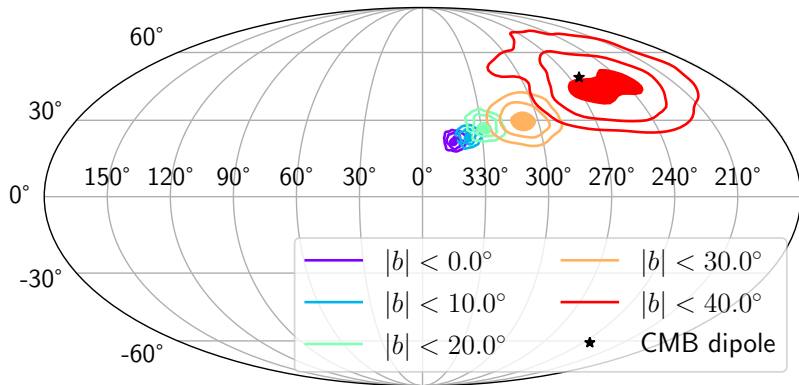 60°
30°
150° 120° 90° 60° 30° 0° 330° 300° 270° 240° 210°
0°
-30°
-60°
|b| < 0.0°
|b| < 10.0°
|b| < 20.0°
|b| < 30.0°
|b| < 40.0°
CMB dipole